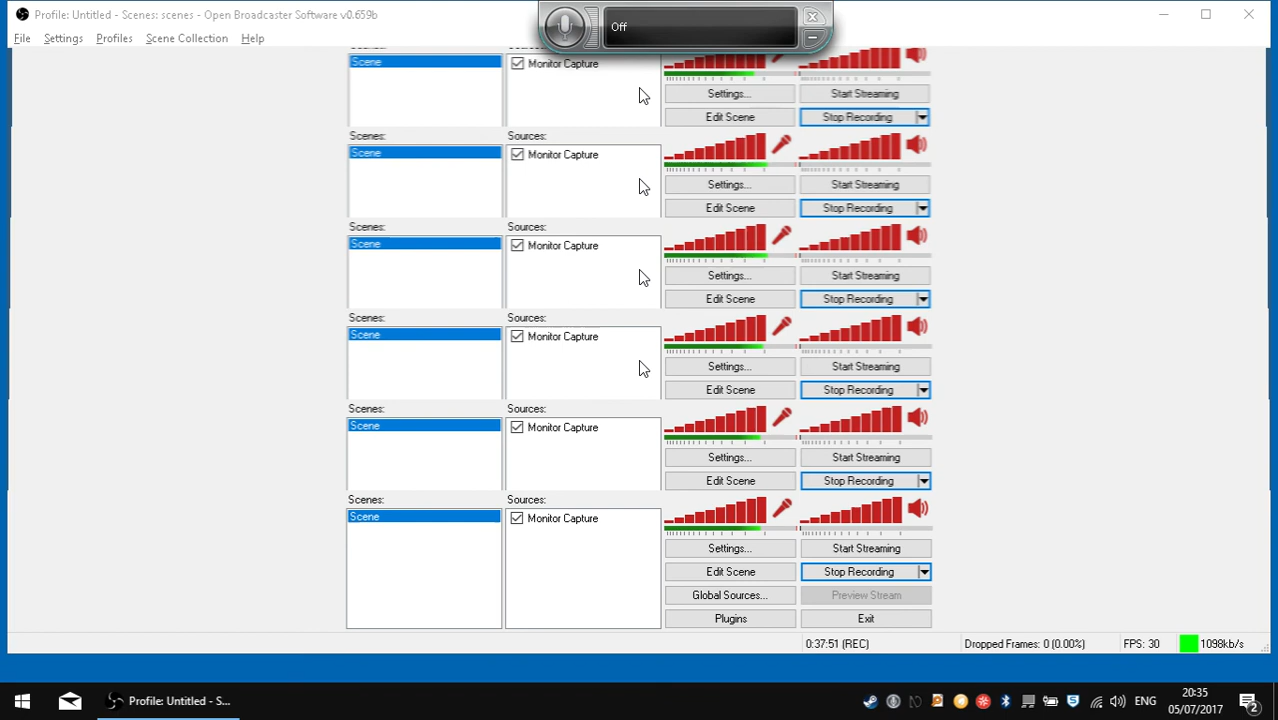 Profile: Untitled - Scenes: scenes - Open Broadcaster Software v0.659b
Off
File Settings Profiles Scene Collection Help
Scene Monitor Capture
Settings... Start Streaming
Edit Scene Stop Recording
Scenes: Sources:
Scene Monitor Capture
Settings... Start Streaming
Edit Scene Stop Recording
Scenes: Sources:
Scene Monitor Capture
Settings... Start Streaming
Edit Scene Stop Recording
Scenes: Sources:
Scene Monitor Capture
Settings... Start Streaming
Edit Scene Stop Recording
Scenes: Sources:
Scene Monitor Capture
Settings... Start Streaming
Edit Scene Stop Recording
Scenes: Sources:
Scene Monitor Capture
Settings... Start Streaming
Edit Scene Stop Recording
Global Sources... Preview Stream
Plugins Exit
0:37:51 (REC) Dropped Frames: 0 (0.00%) FPS: 30 1098kb/s
Profile: Untitled - S...
ENG
20:35
05/07/2017
2